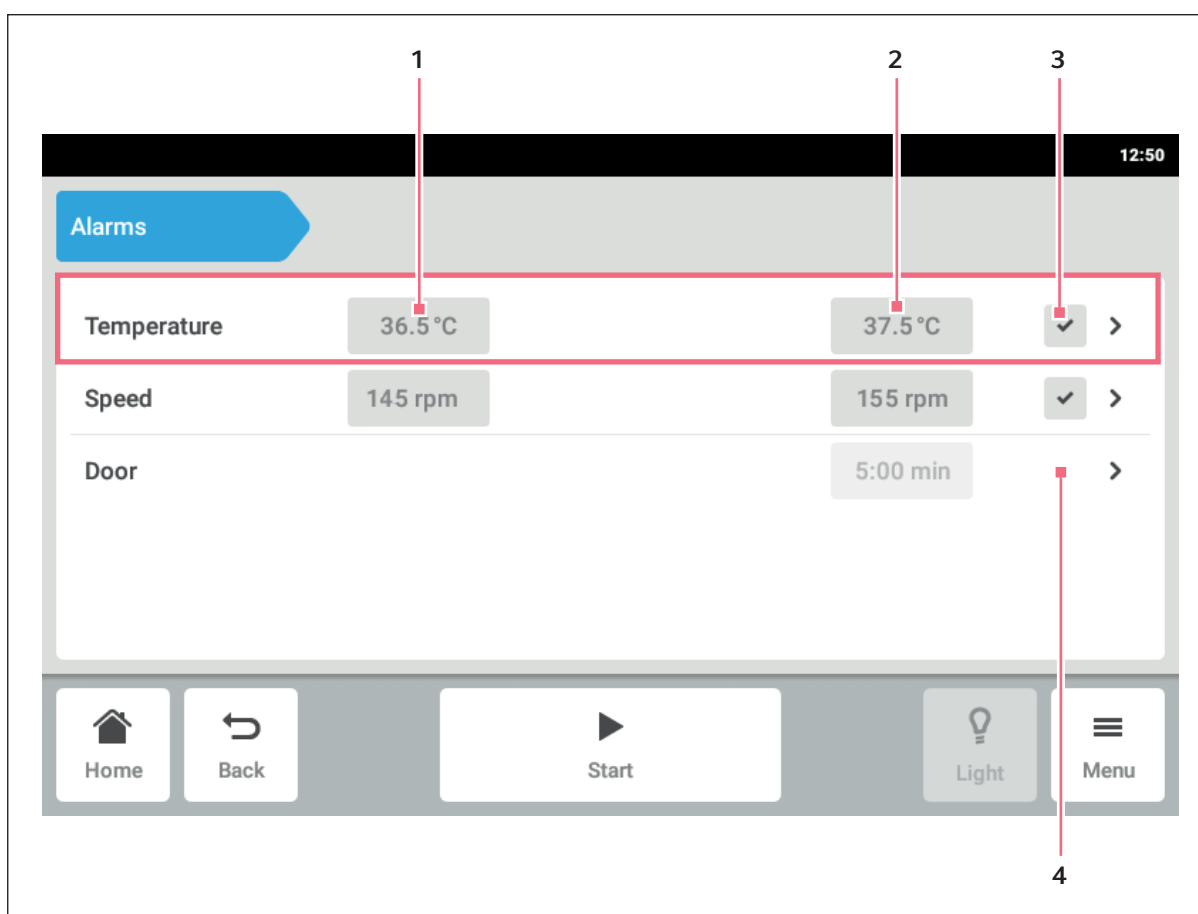 1 2 3
12:50
Alarms
Temperature 36.5 °C 37.5 °C
Speed 145 rpm 155 rpm
Door 5:00 min
Home Back Start Light Menu
4